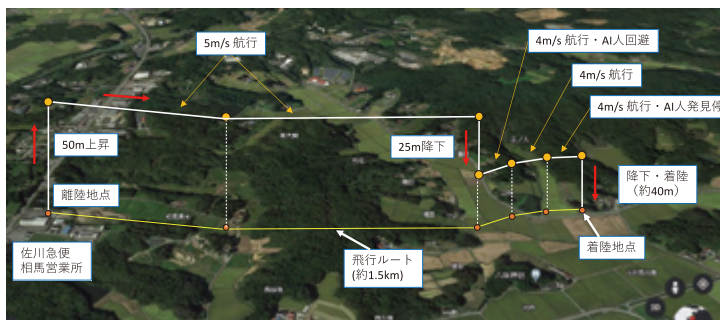 5m/s 航行
4m/s 航行・AI人回避
4m/s 航行
4m/s 航行・AI人発見停
50m上昇
25m降下
離陸地点
降下・着陸
（約40m）
佐川急便
相馬営業所
飛行ルート
(約1.5km)
着陸地点